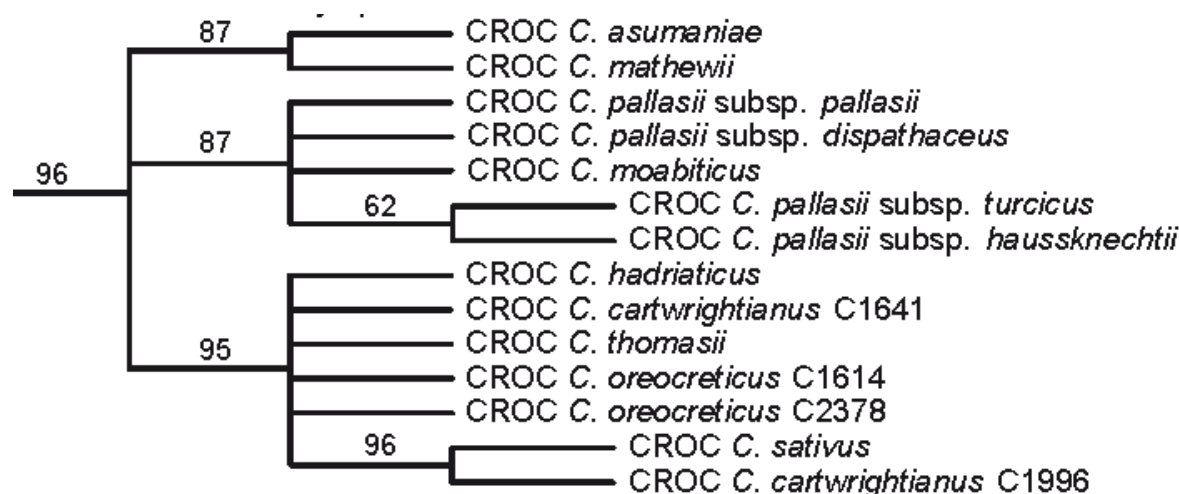 87
CROC C. asumaniae
CROC C. mathewii
CROC C. pallasii subsp. pallasii
87
CROC C. pallasii subsp. dispathaceus
96
CROC C. moabiticus
62
CROC C. pallasii subsp. turcicus
CROC C. pallasii subsp. haussknechtii
CROC C. hadriaticus
CROC C. cartwrightianus C1641
95
CROC C. thomasii
CROC C. oreocreticus C1614
CROC C. oreocreticus C2378
96
CROC C. sativus
CROC C. cartwrightianus C1996